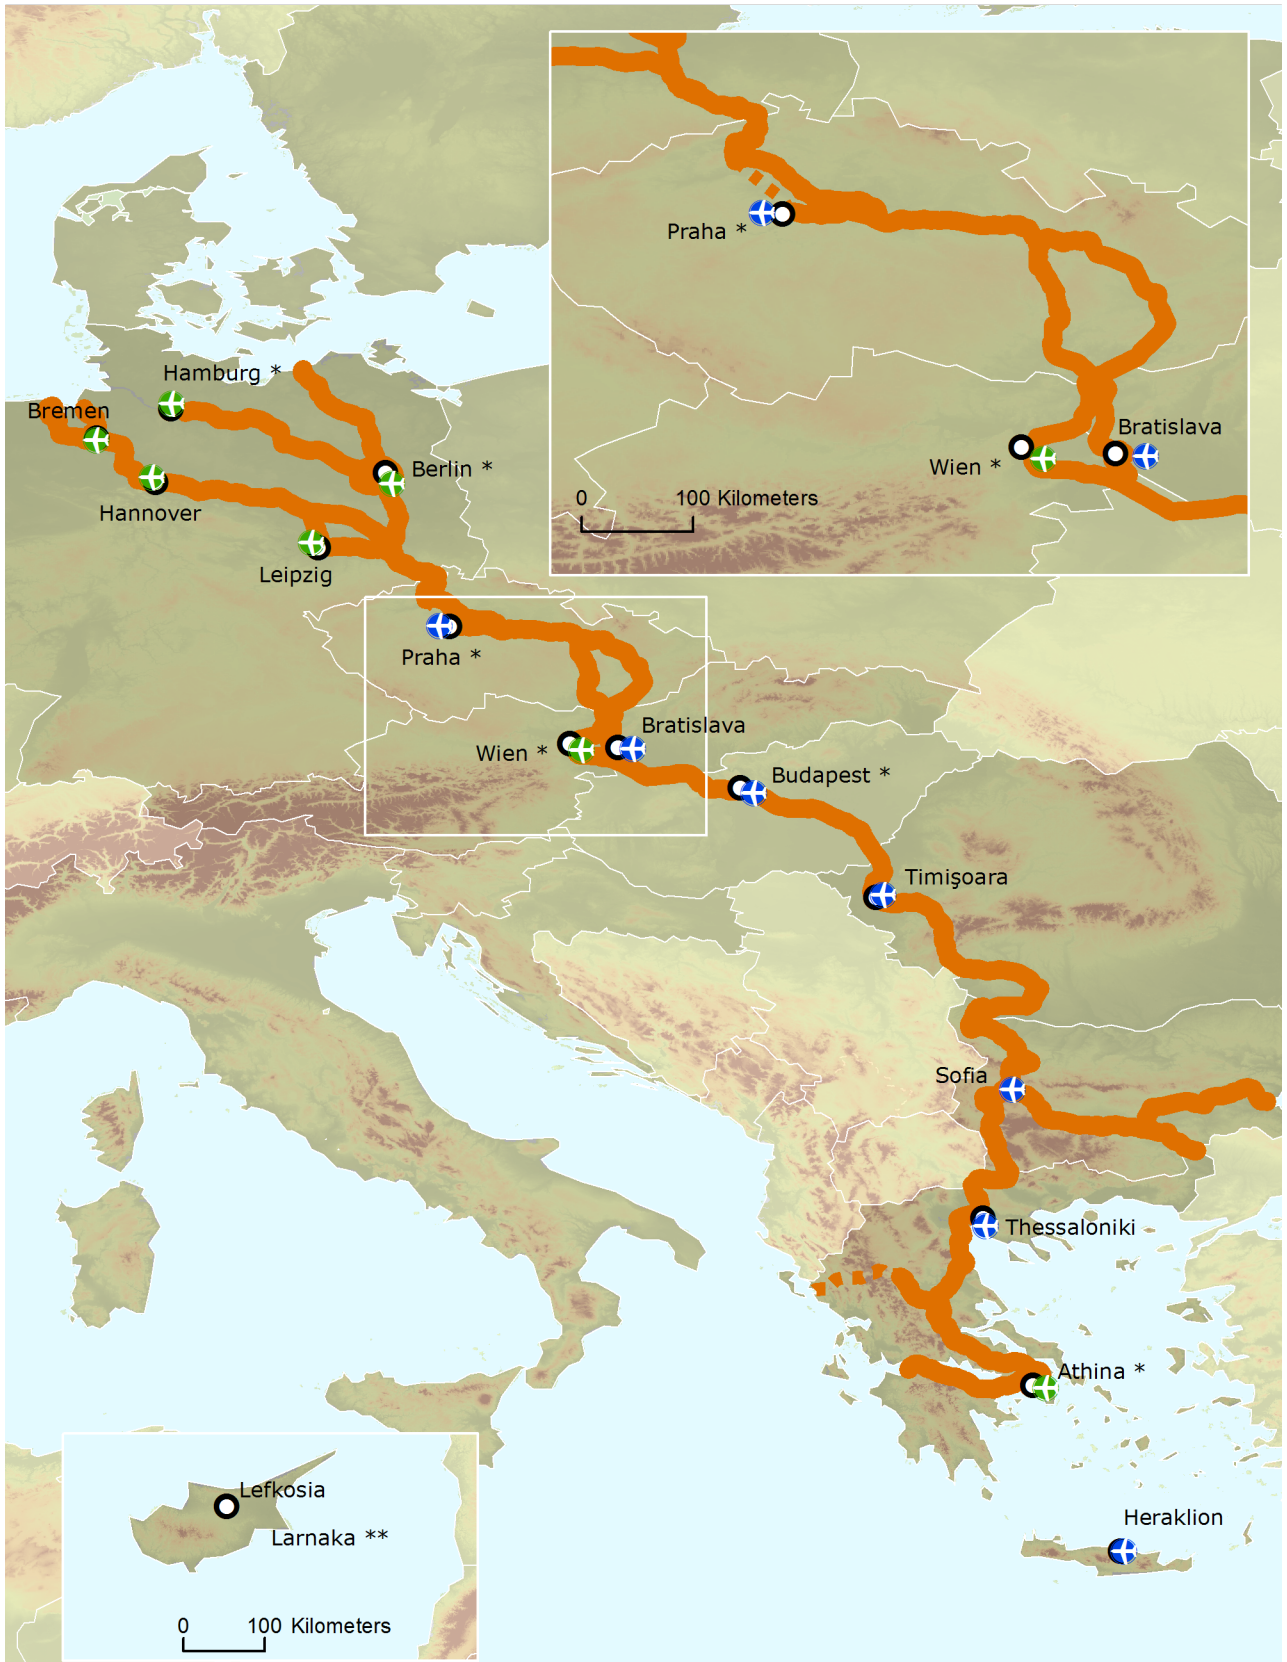 Hamburg *
Bremen
Berlin *
Hannover
Leipzig
Praha *
Bratislava
Wien *
0 100 Kilometers
Praha *
Bratislava
Wien *
Budapest *
Timişoara
Sofia
Thessaloniki
Athina *
Heraklion
Lefkosia
Larnaka **
0 100 Kilometers